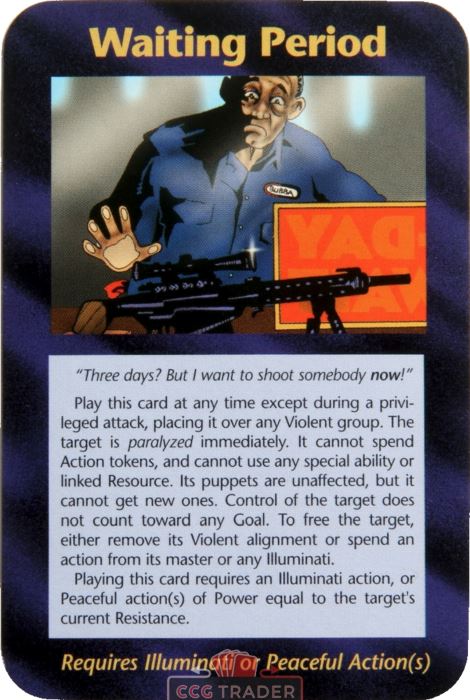 Waiting Period
BUBBA
-DAY
WAI
"Three days? But I want to shoot somebody now!"
Play this card at any time except during a privi-
leged attack, placing it over any Violent group. The
target is paralyzed immediately. It cannot spend
Action tokens, and cannot use any special ability or
linked Resource. Its puppets are unaffected, but it
cannot get new ones. Control of the target does
not count toward any Goal. To free the target,
either remove its Violent alignment or spend an
action from its master or any Illuminati.
Playing this card requires an Illuminati action, or
Peaceful action(s) of Power equal to the target's
current Resistance.
Requires Illuminati or Peaceful Action(s)
CCG TRADER